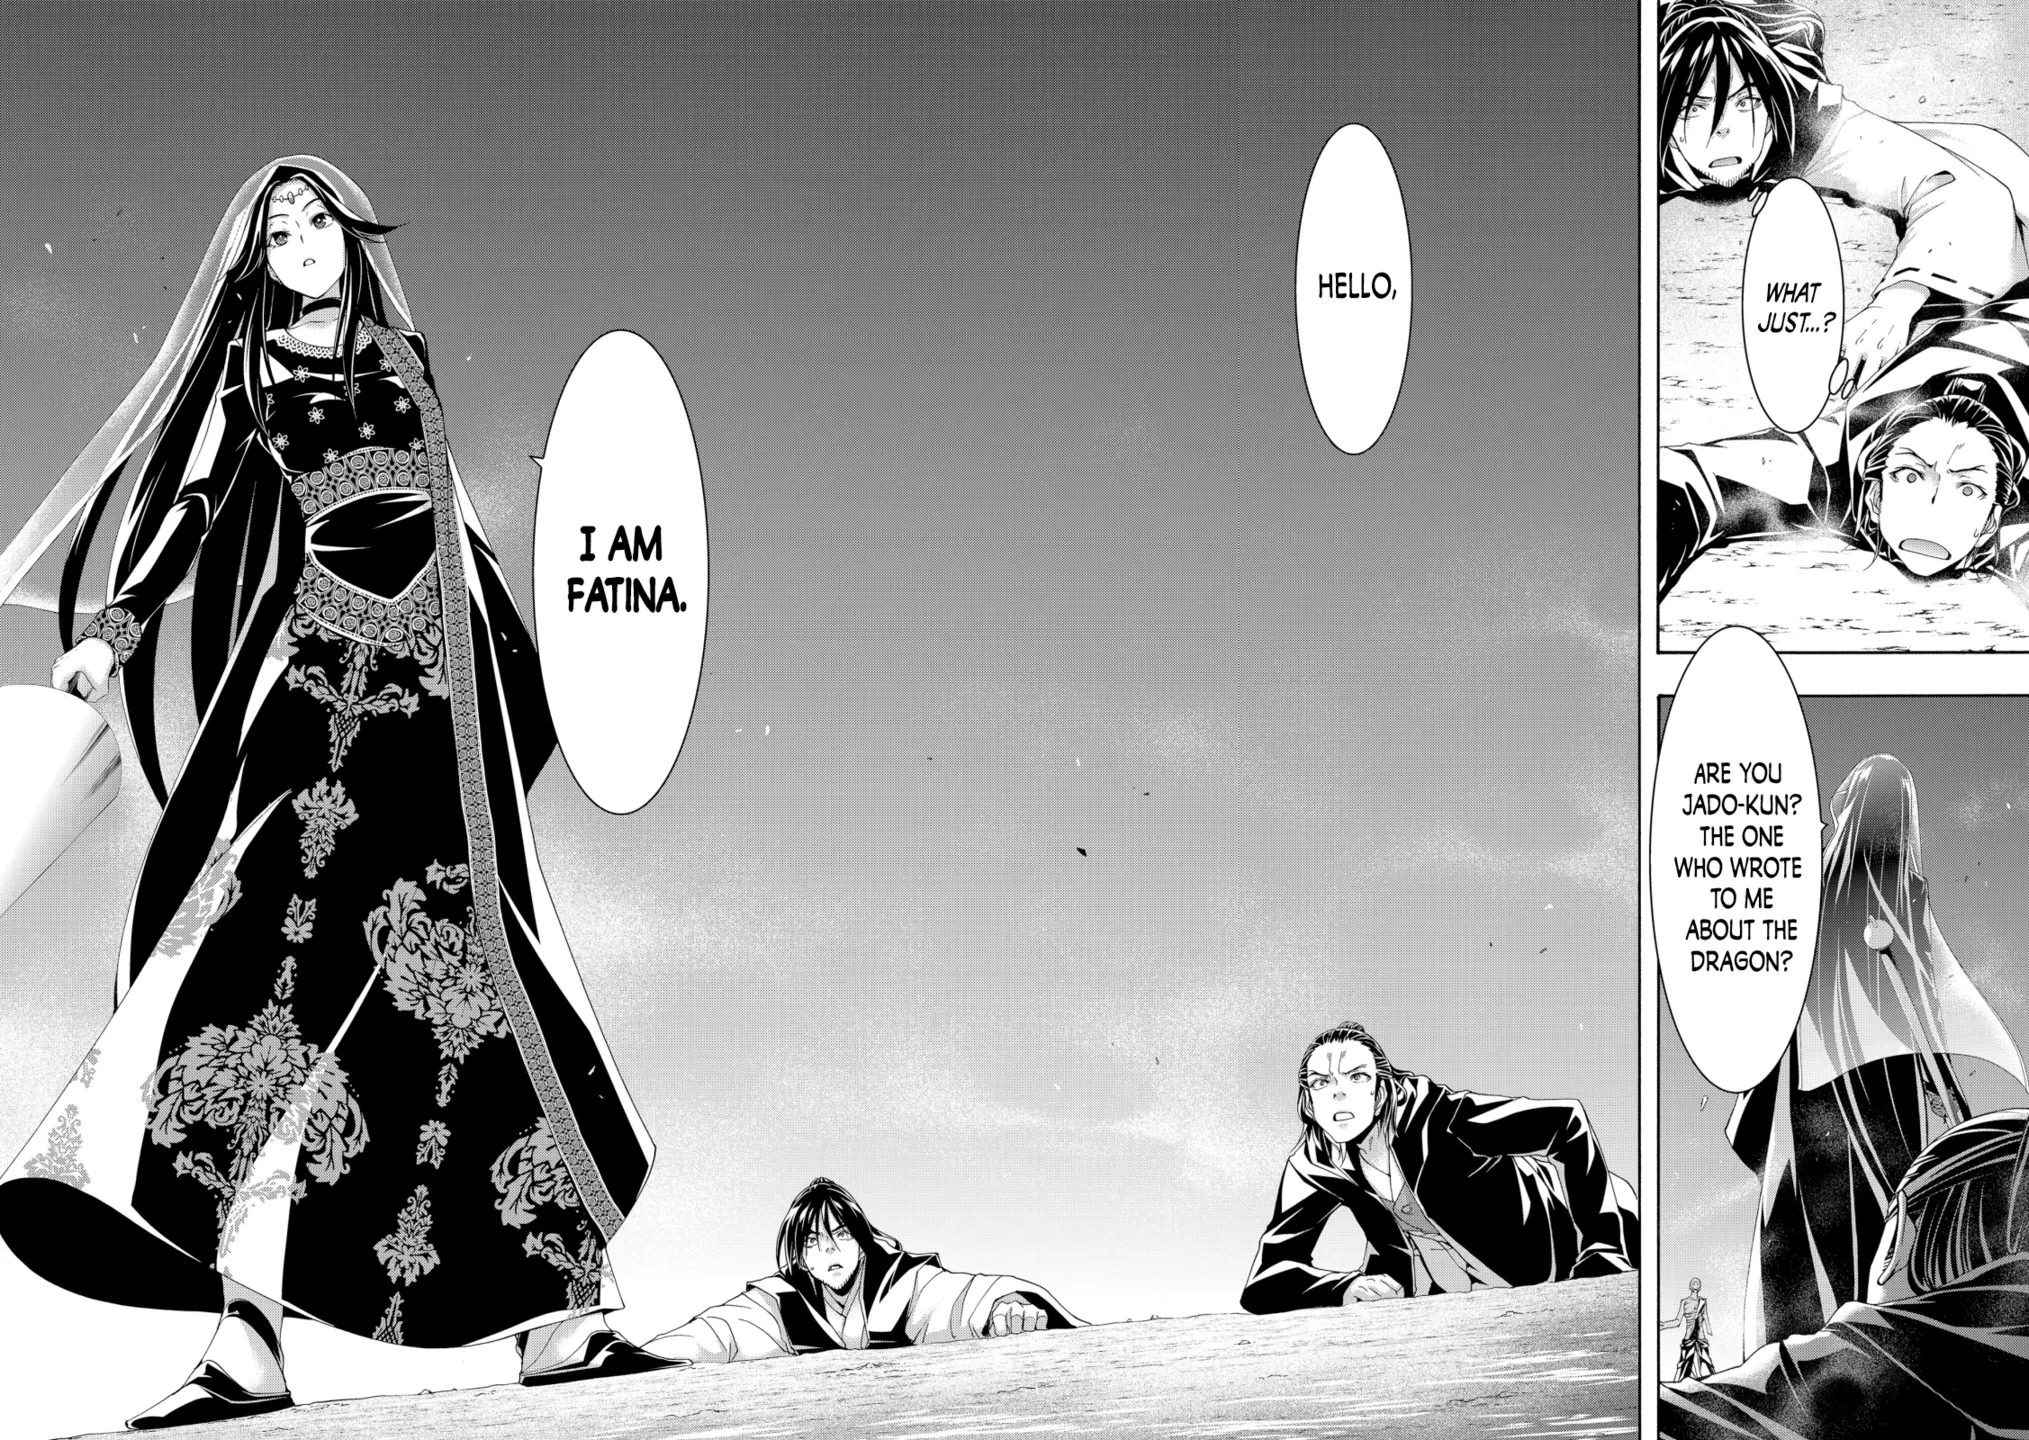 WHAT
JUST...?
ARE YOU
JADO-KUN?
THE ONE
WHO WROTE
TO ME
ABOUT THE
DRAGON?
HELLO,
I AM
FATINA.